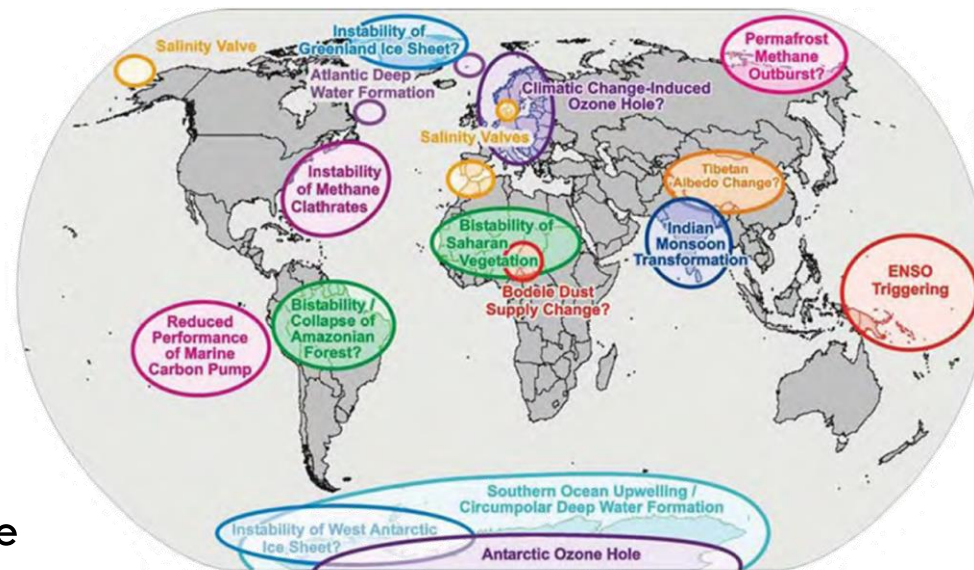 Salinity Valve
Instability of
Greenland Ice Sheet?
Permafrost
Methane
Outburst?
Atlantic Deep
Water Formation
Climatic Change-Induced
Ozone Hole?
Salinity Valves
Instability
of Methane
Clathrates
Tibetan
Albedo Change?
Bistability of
Saharan
Vegetation
Indian
Monsoon
Transformation
Bodele Dust
Supply Change?
ENSO
Triggering
Bistability /
Collapse of
Amazonian
Forest?
Reduced
Performance
of Marine
Carbon Pump
Southern Ocean Upwelling /
Circumpolar Deep Water Formation
e
Instability of West Antarctic
Ice Sheet?
Antarctic Ozone Hole